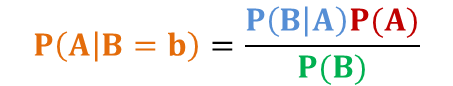 P(A|B = b) = P(B|A)P(A)
P(B)